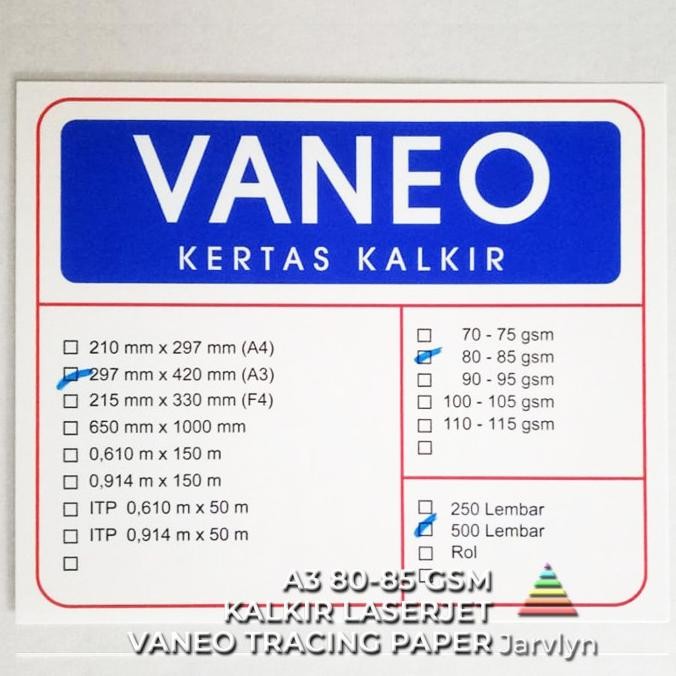 VANEO
KERTAS KALKIR
210 mm x 297 mm (A4)
297 mm x 420 mm (A3)
215 mm x 330 mm (F4)
650 mm x 1000 mm
0,610 m x 150 m
0,914 m x 150 m
ITP 0,610 m x 50 m
ITP 0,914 m x 50 m
70 - 75 gsm
80 - 85 gsm
90 - 95 gsm
100 - 105 gsm
110 - 115 gsm
250 Lembar
500 Lembar
Rol
A3 80-85 GSM
KALKIR LASERJET
VANEO TRACING PAPER Jarvlyn